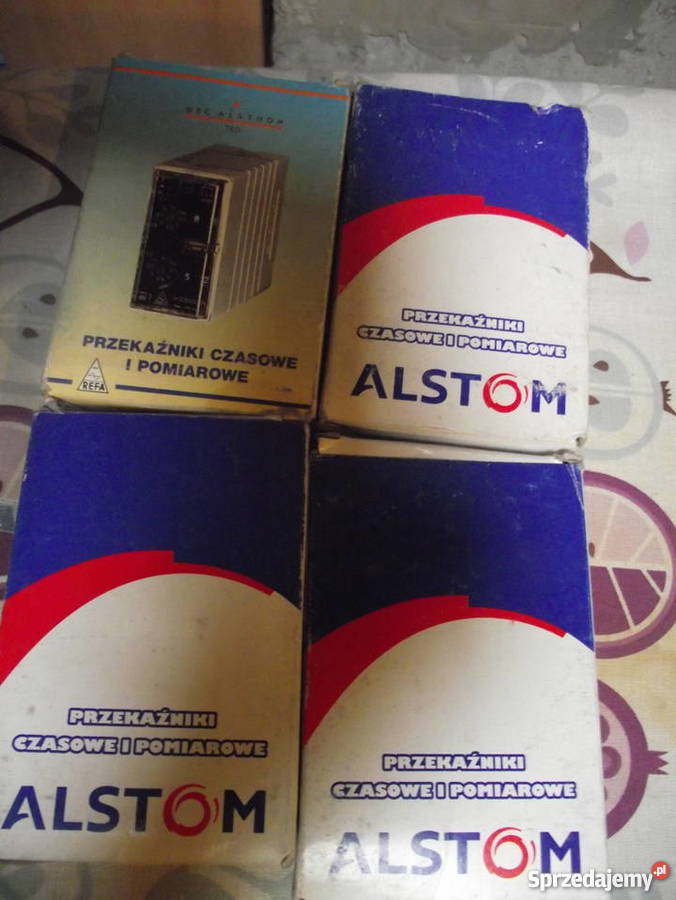 GEC ALSTHOM
PRZEKAŹNIKI CZASOWE
I POMIAROWE
REFA
PRZEKAŹNIKI
CZASOWE I POMIAROWE
ALSTOM
PRZEKAŹNIKI
CZASOWE I POMIAROWE
ALSTOM
PRZEKAŹNIKI
CZASOWE I POMIAROWE
ALSTOM
Sprzedajemy.pl